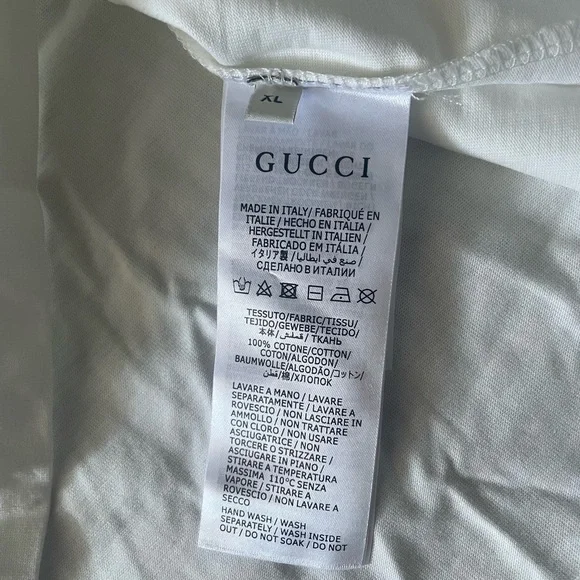 XL
GUCCI
MADE IN ITALY/ FABRIQUÉ EN
ITALIE / HECHO EN ITALIA/
HERGESTELLT IN ITALIEN/
FABRICADO EM ITÁLIA/
イタリア製 / صنع في ايطاليا/
СДЕЛАНО В ИТАЛИИ
TESSUTO/FABRIC/TISSU/
TEJIDO/GEWEBE/TECIDO/
本体/ قماش/ ТКАНЬ
100% COTONE/COTTON/
COTON/ALGODON/
BAUMWOLLE/ALGODÃO/コットン/
قطن/棉/ХЛОПОК
LAVARE A MANO / LAVARE
SEPARATAMENTE / LAVARE A
ROVESCIO / NON LASCIARE IN
AMMOLLO / NON TRATTARE
CON CLORO / NON USARE
ASCIUGATRICE / NON
TORCERE O STRIZZARE /
ASCIUGARE IN PIANO /
STIRARE A TEMPERATURA
MASSIMA 110°C SENZA
VAPORE / STIRARE A
ROVESCIO / NON LAVARE A
SECCO
HAND WASH / WASH
SEPARATELY / WASH INSIDE
OUT / DO NOT SOAK / DO NOT